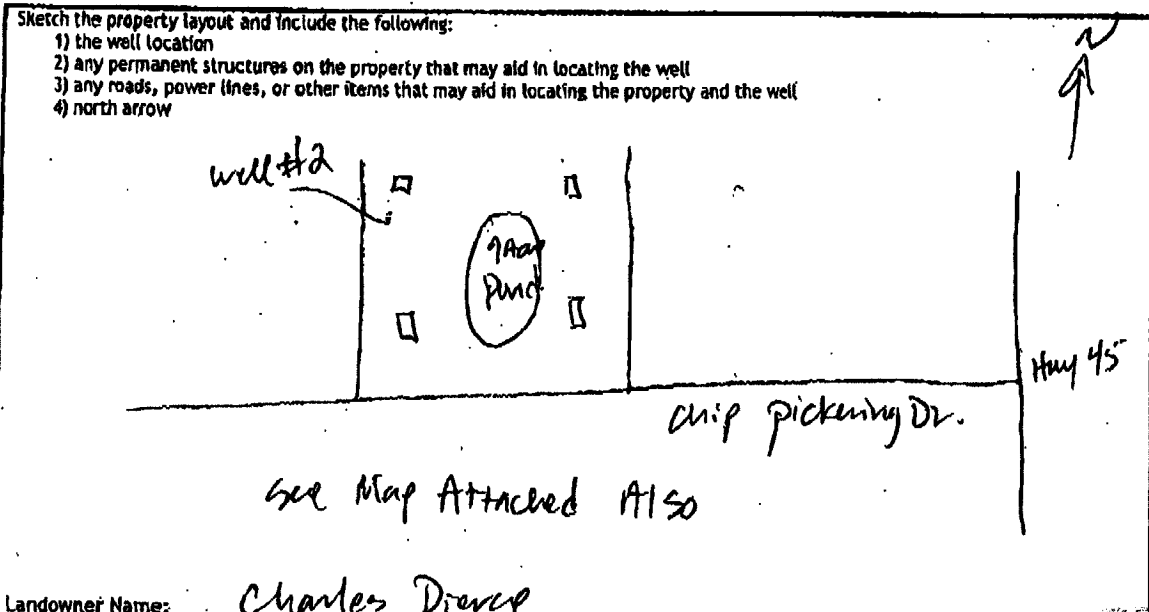 Sketch the property layout and include the following:
1) the well location
2) any permanent structures on the property that may aid in locating the well
3) any roads, power lines, or other items that may aid in locating the property and the well
4) north arrow
N
well #2
Pond
Hwy 45
Chip Pickering Dr.
See Map Attached Also
Landowner Name: Charles